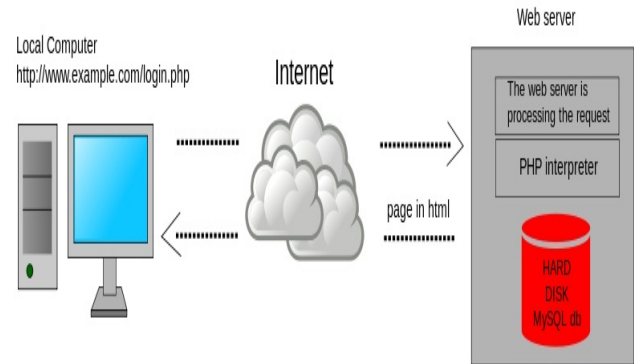 Local Computer
http://www.example.com/login.php
Internet
Web server
The web server is
processing the request
PHP interpreter
page in html
HARD
DISK
MySQL db